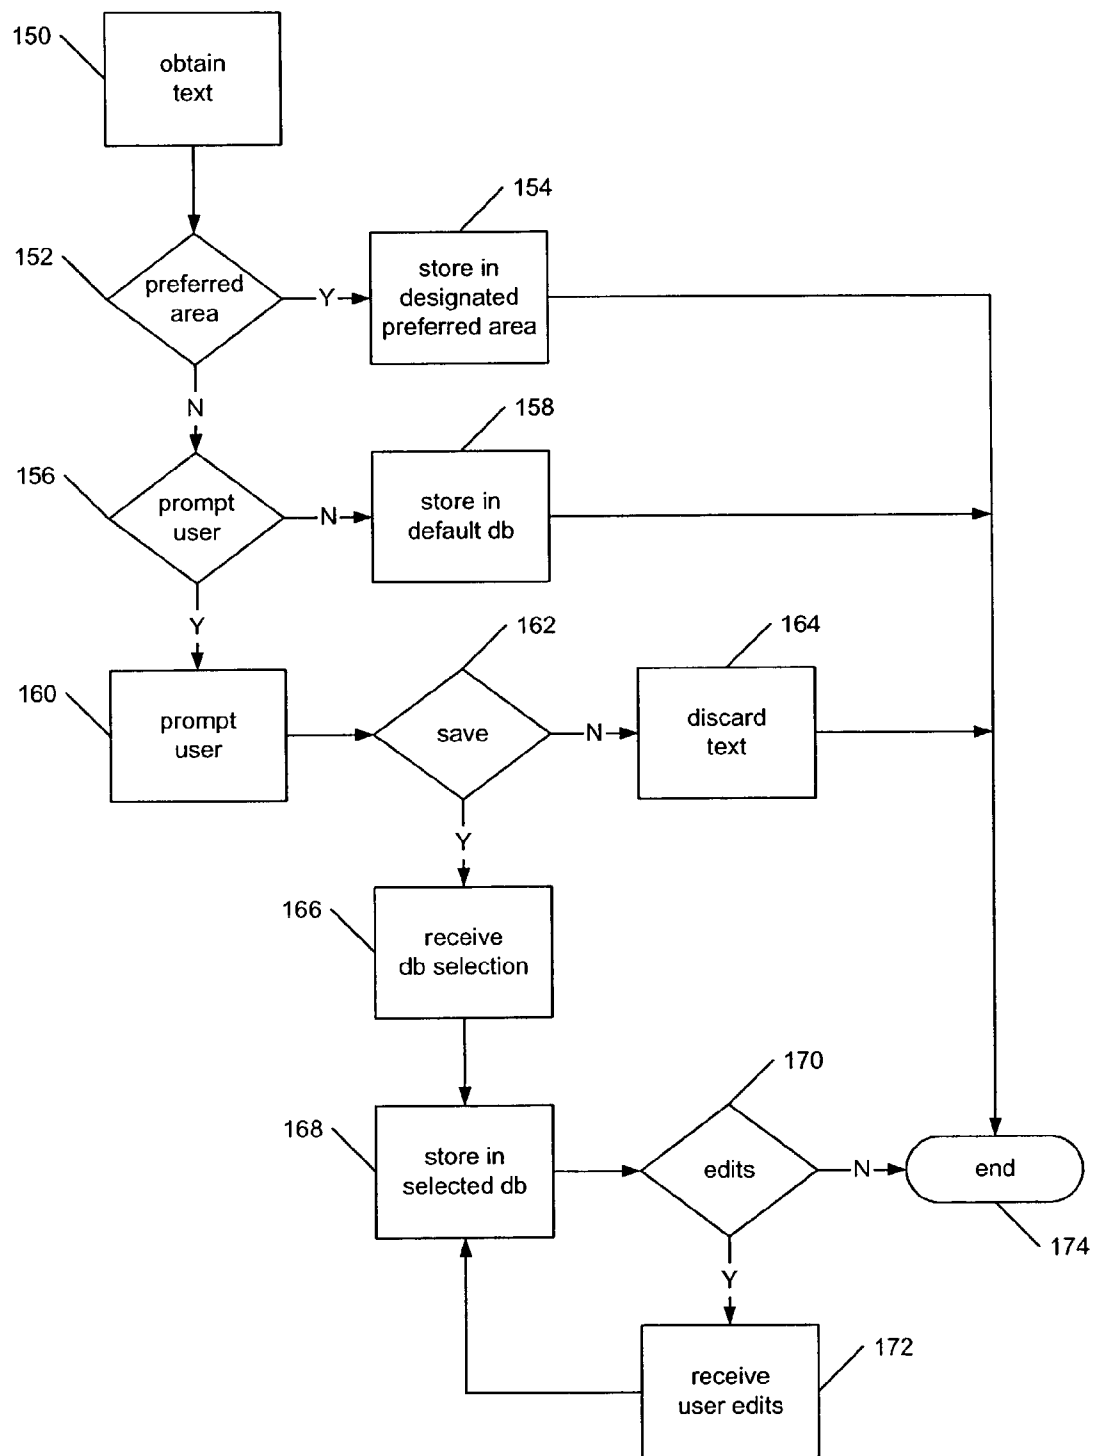 150
obtain
text
154
152
preferred
area
Y
store in
designated
preferred area
N
158
156
prompt
user
N
store in
default db
Y
162
164
160
prompt
user
save
N
discard
text
Y
166
receive
db selection
170
168
store in
selected db
edits
N
end
174
Y
172
receive
user edits